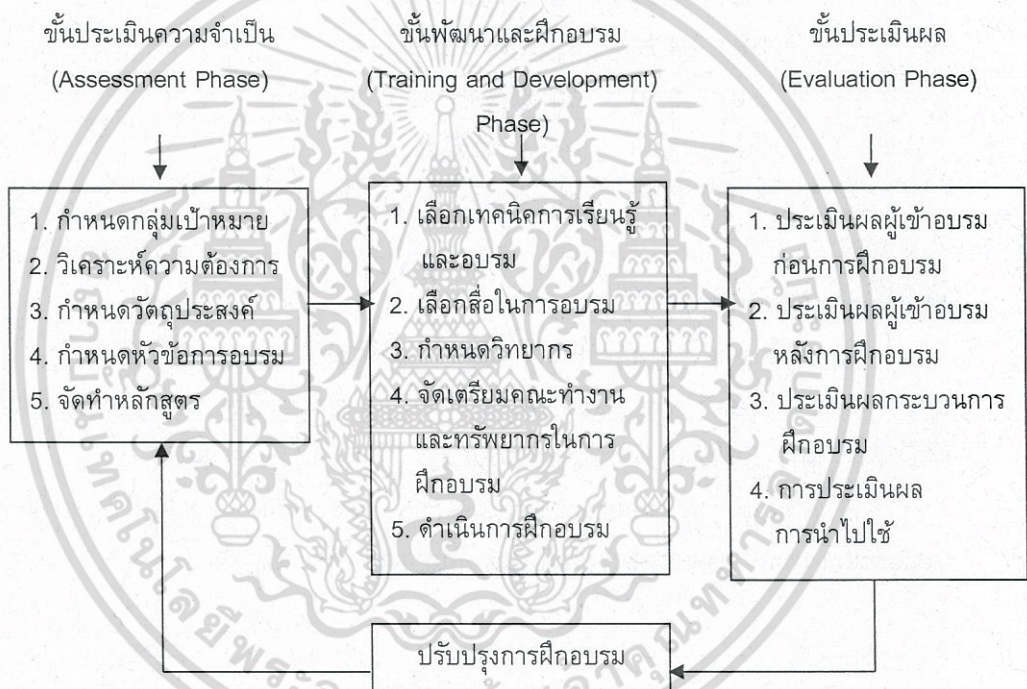 ขั้นประเมินความจำเป็น
(Assessment Phase)
ขั้นพัฒนาและฝึกอบรม
(Training and Development)
Phase)
ขั้นประเมินผล
(Evaluation Phase)
1. กำหนดกลุ่มเป้าหมาย
2. วิเคราะห์ความต้องการ
3. กำหนดวัตถุประสงค์
4. กำหนดหัวข้อการอบรม
5. จัดทำหลักสูตร
1. เลือกเทคนิคการเรียนรู้
และอบรม
2. เลือกสื่อในการอบรม
3. กำหนดวิทยากร
4. จัดเตรียมคณะทำงาน
และทรัพยากรในการ
ฝึกอบรม
5. ดำเนินการฝึกอบรม
1. ประเมินผลผู้เข้าอบรม
ก่อนการฝึกอบรม
2. ประเมินผลผู้เข้าอบรม
หลังการฝึกอบรม
3. ประเมินผลกระบวนการ
ฝึกอบรม
4. การประเมินผล
การนำไปใช้
ปรับปรุงการฝึกอบรม